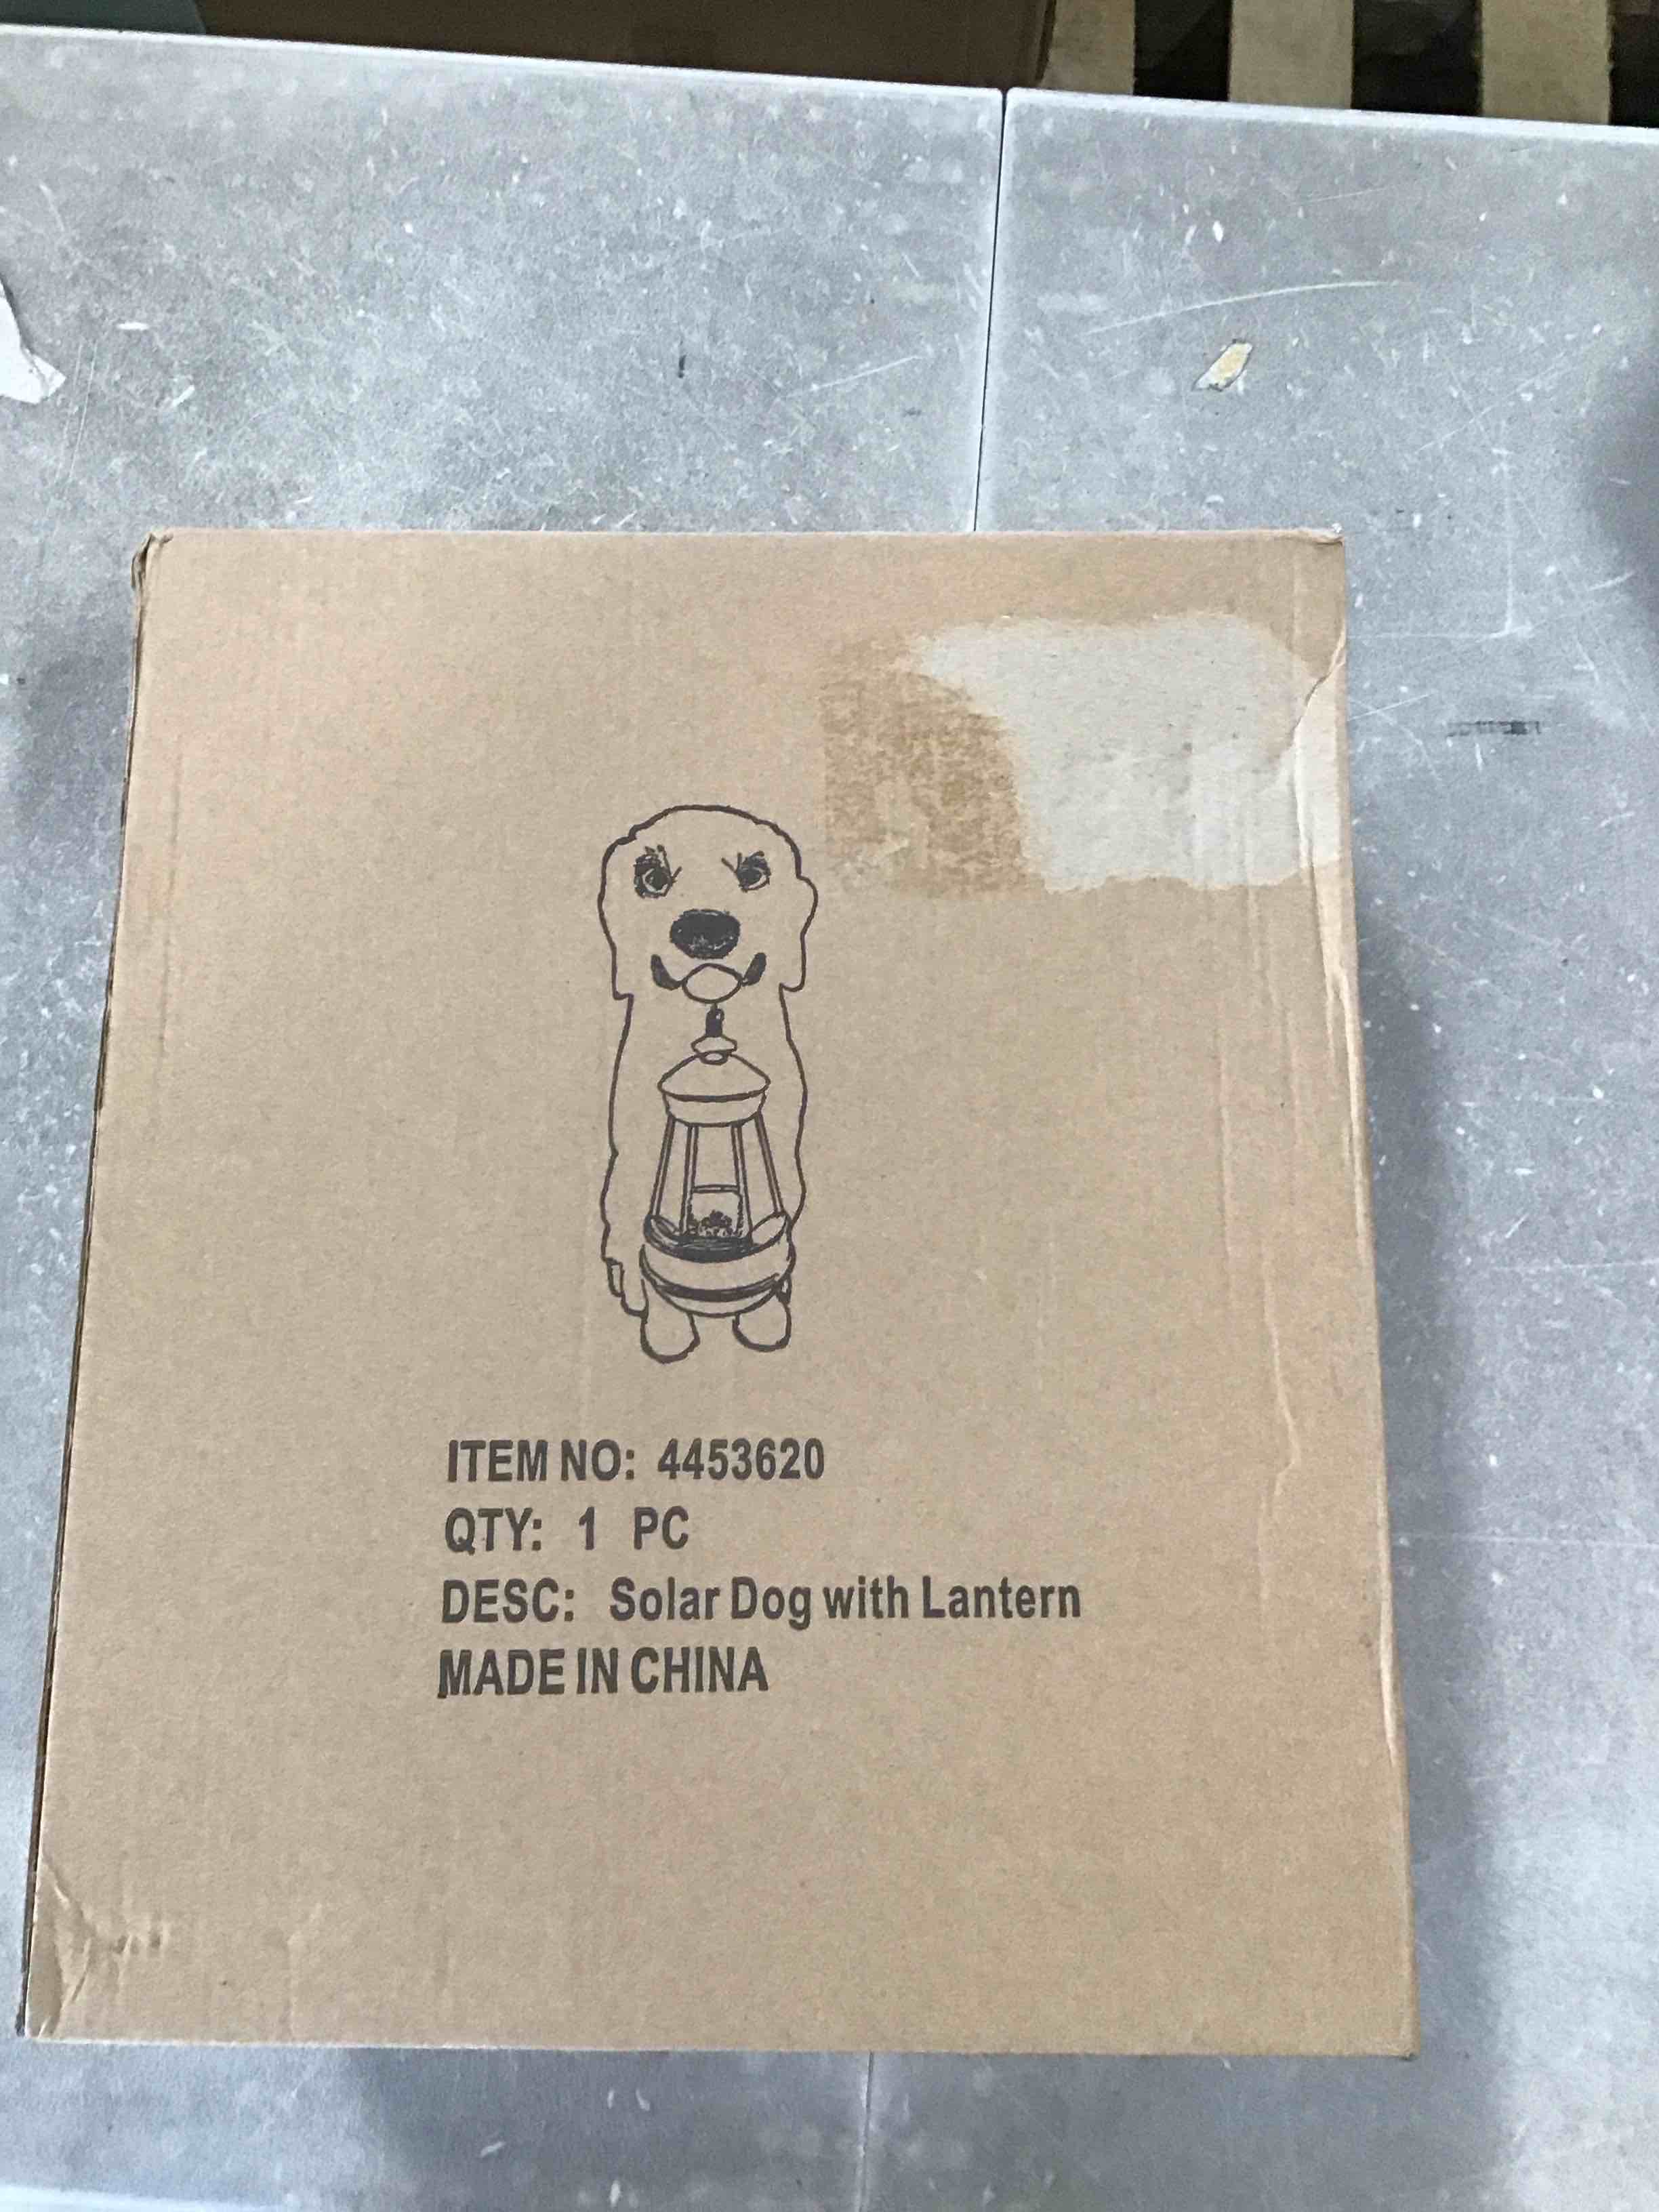 ITEM NO: 4453620
QTY: 1 PC
DESC: Solar Dog with Lantern
MADE IN CHINA